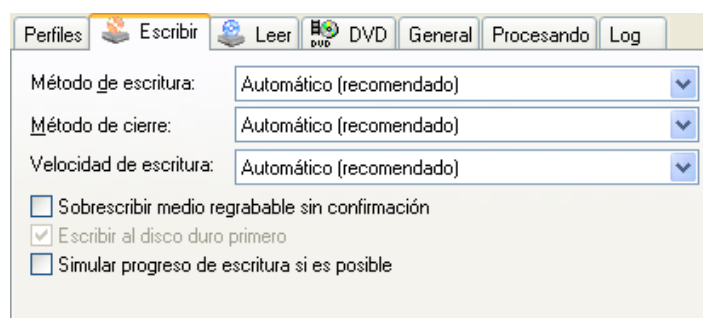 Perfiles Escribir Leer DVD DVD General Procesando Log
Método de escritura: Automático (recomendado)
Método de cierre: Automático (recomendado)
Velocidad de escritura: Automático (recomendado)
Sobrescribir medio regrabable sin confirmación
Escribir al disco duro primero
Simular progreso de escritura si es posible